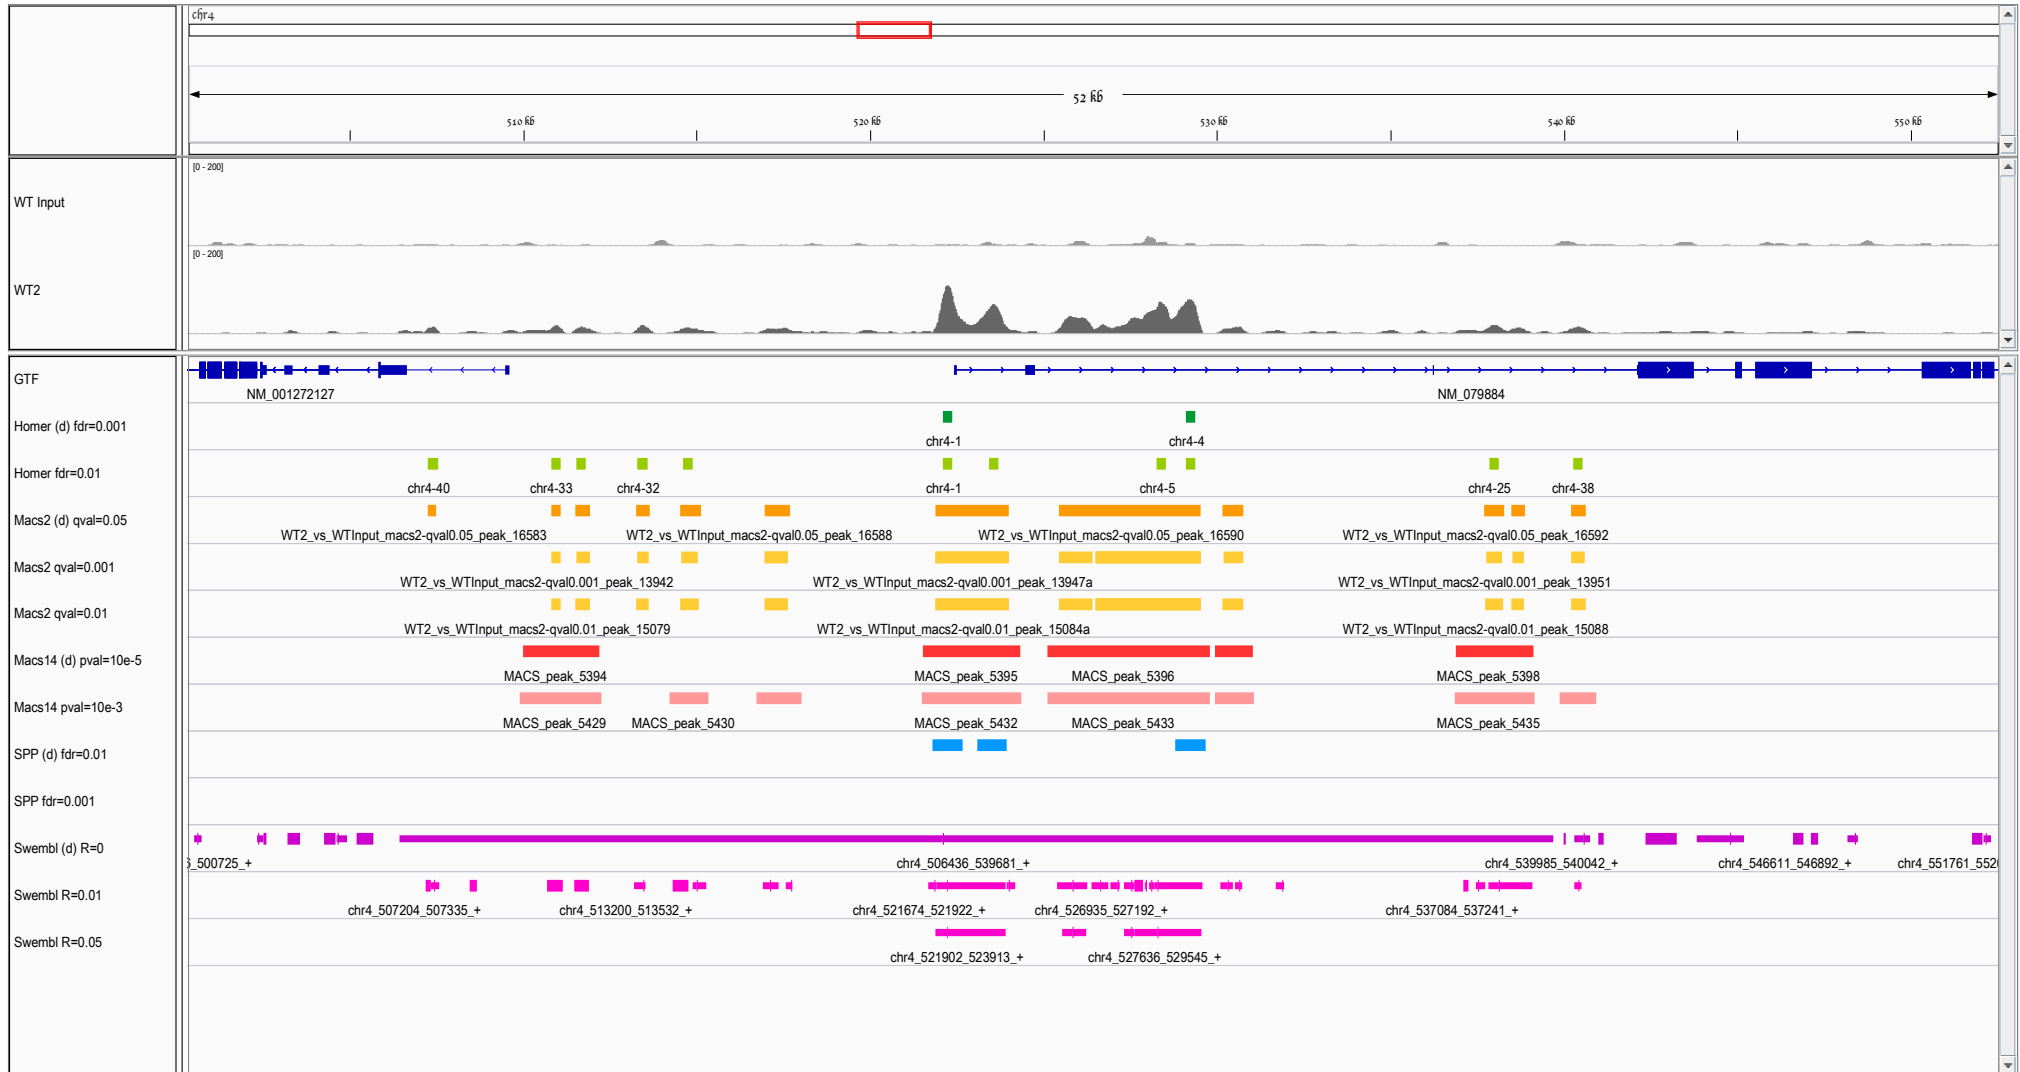 chr4
52 kb
510 kb 520 kb 530 kb 540 kb 550 kb
[0 - 200]
WT Input
[0 - 200]
WT2
GTF
NM_001272127 NM_079884
Homer (d) fdr=0.001
chr4-1 chr4-4
Homer fdr=0.01
chr4-40 chr4-33 chr4-32 chr4-1 chr4-5 chr4-25 chr4-38
Macs2 (d) qval=0.05
WT2_vs_WTInput_macs2-qval0.05_peak_16583 WT2_vs_WTInput_macs2-qval0.05_peak_16588 WT2_vs_WTInput_macs2-qval0.05_peak_16590 WT2_vs_WTInput_macs2-qval0.05_peak_16592
Macs2 qval=0.001
WT2_vs_WTInput_macs2-qval0.001_peak_13942 WT2_vs_WTInput_macs2-qval0.001_peak_13947a WT2_vs_WTInput_macs2-qval0.001_peak_13951
Macs2 qval=0.01
WT2_vs_WTInput_macs2-qval0.01_peak_15079 WT2_vs_WTInput_macs2-qval0.01_peak_15084a WT2_vs_WTInput_macs2-qval0.01_peak_15088
Macs14 (d) pval=10e-5
MACS_peak_5394 MACS_peak_5395 MACS_peak_5396 MACS_peak_5398
Macs14 pval=10e-3
MACS_peak_5429 MACS_peak_5430 MACS_peak_5432 MACS_peak_5433 MACS_peak_5435
SPP (d) fdr=0.01
SPP fdr=0.001
Swembl (d) R=0
_500725_+ chr4_506436_539681_+ chr4_539985_540042_+ chr4_546611_546892_+ chr4_551761_552
Swembl R=0.01
chr4_507204_507335_+ chr4_513200_513532_+ chr4_521674_521922_+ chr4_526935_527192_+ chr4_537084_537241_+
Swembl R=0.05
chr4_521902_523913_+ chr4_527636_529545_+